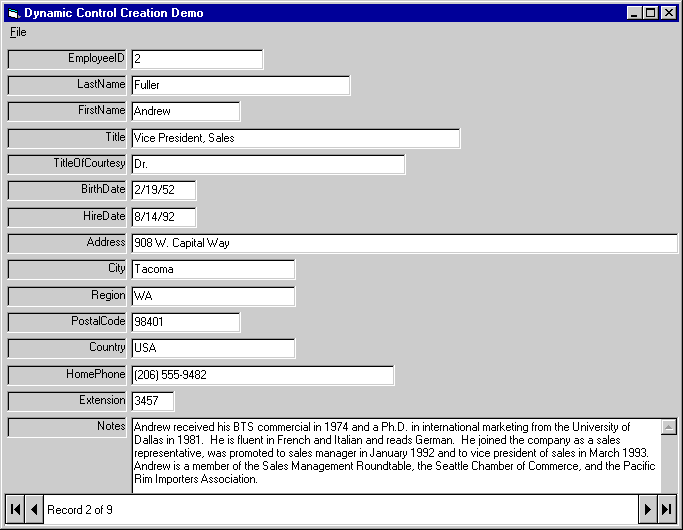 Dynamic Control Creation Demo
File
EmployeeID 2
LastName Fuller
FirstName Andrew
Title Vice President, Sales
TitleOfCourtesy Dr.
BirthDate 2/19/52
HireDate 8/14/92
Address 908 W. Capital Way
City Tacoma
Region WA
PostalCode 98401
Country USA
HomePhone (206) 555-9482
Extension 3457
Notes Andrew received his BTS commercial in 1974 and a Ph.D. in international marketing from the University of
Dallas in 1981.  He is fluent in French and Italian and reads German.  He joined the company as a sales
representative, was promoted to sales manager in January 1992 and to vice president of sales in March 1993.
Andrew is a member of the Sales Management Roundtable, the Seattle Chamber of Commerce, and the Pacific
Rim Importers Association.
Record 2 of 9